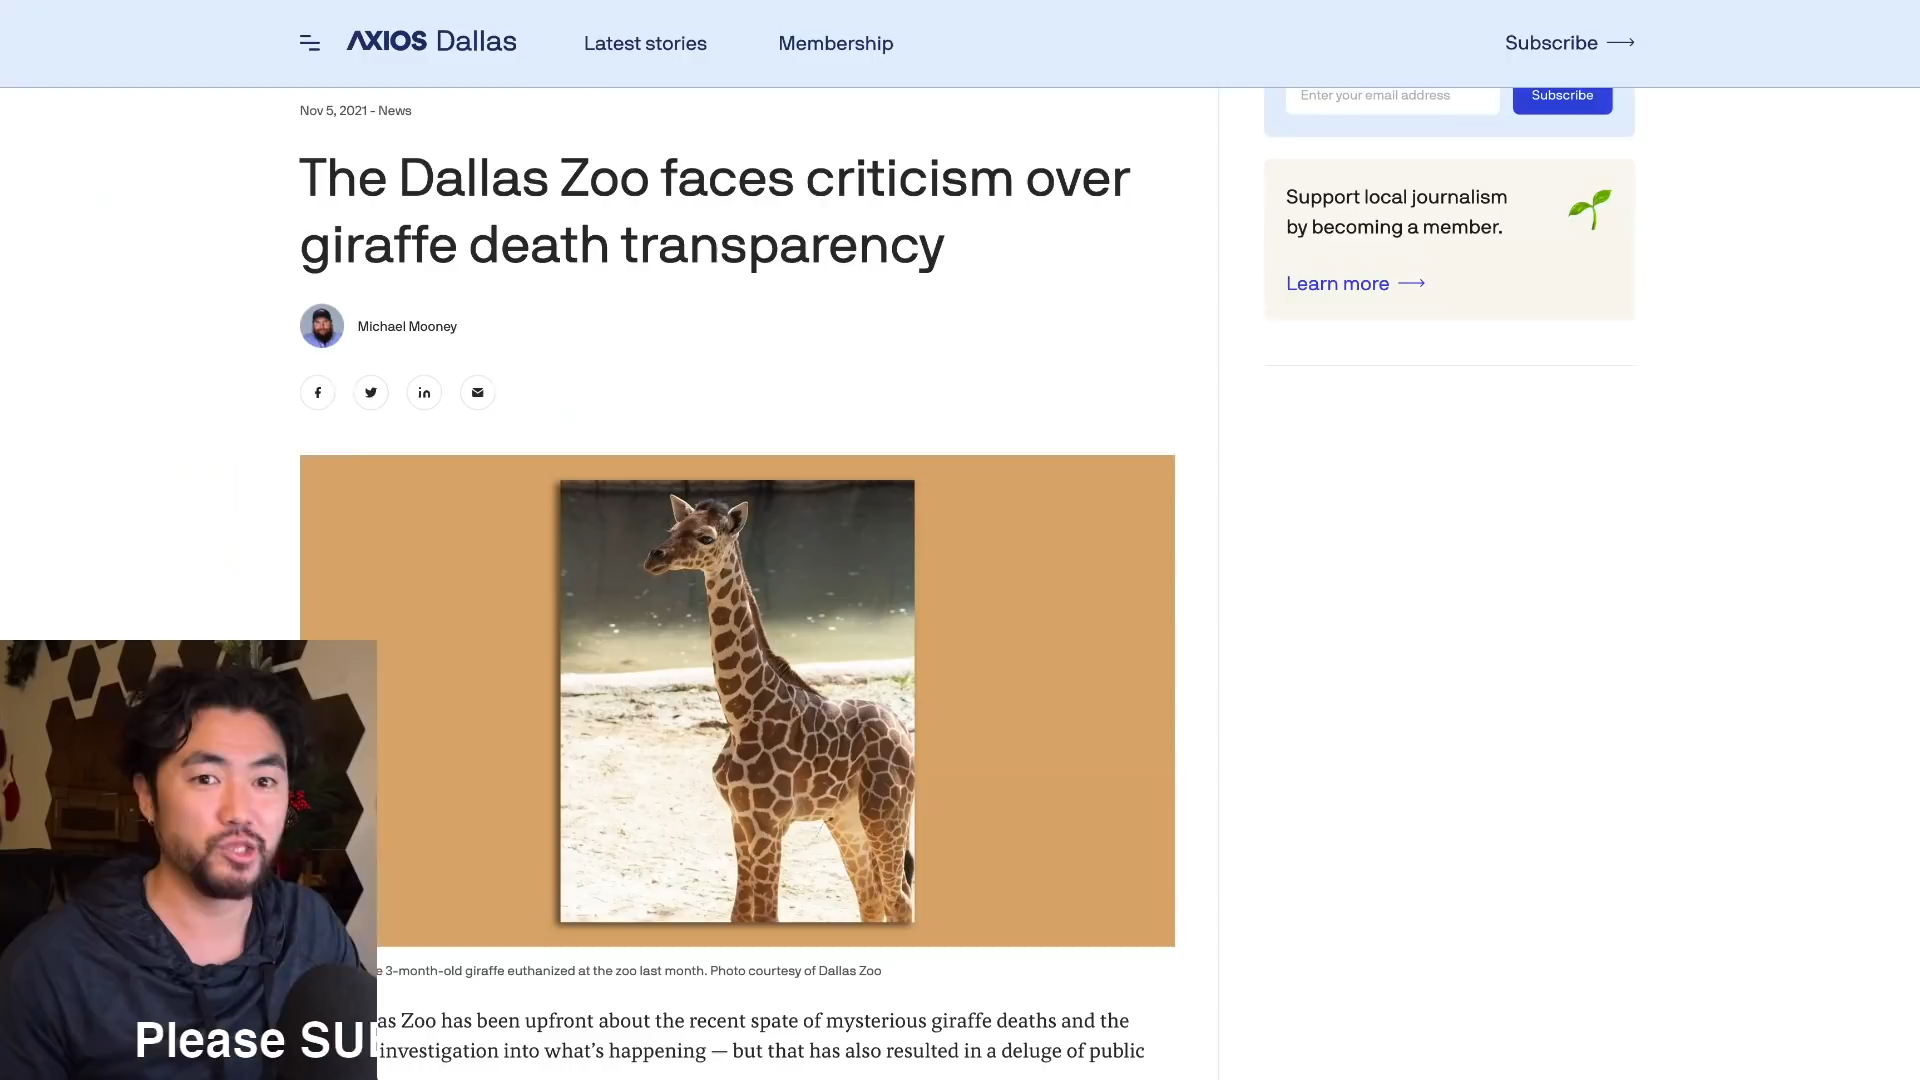 AXIOS Dallas
Latest stories
Membership
Subscribe
Enter your email address
Subscribe
Nov 5, 2021 - News
The Dallas Zoo faces criticism over
giraffe death transparency
Michael Mooney
Support local journalism
by becoming a member.
Learn more
3-month-old giraffe euthanized at the zoo last month. Photo courtesy of Dallas Zoo
Zoo has been upfront about the recent spate of mysterious giraffe deaths and the
investigation into what's happening — but that has also resulted in a deluge of public
Please